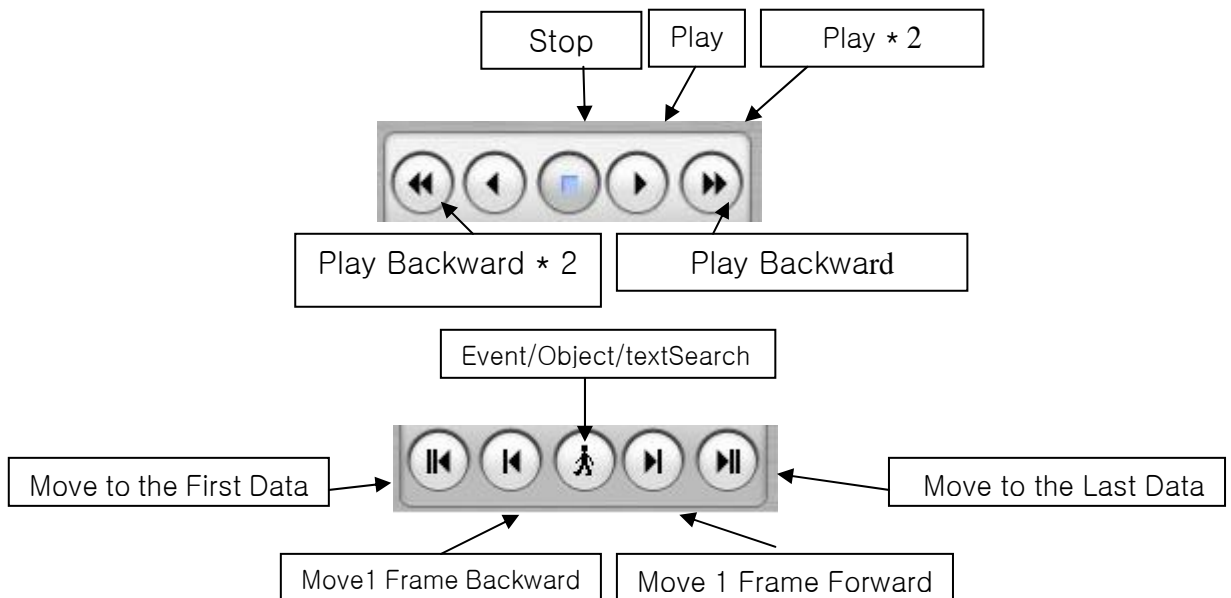 Stop
Play
Play * 2
Play Backward * 2
Play Backward
Event/Object/textSearch
Move to the First Data
Move to the Last Data
Move1 Frame Backward
Move 1 Frame Forward